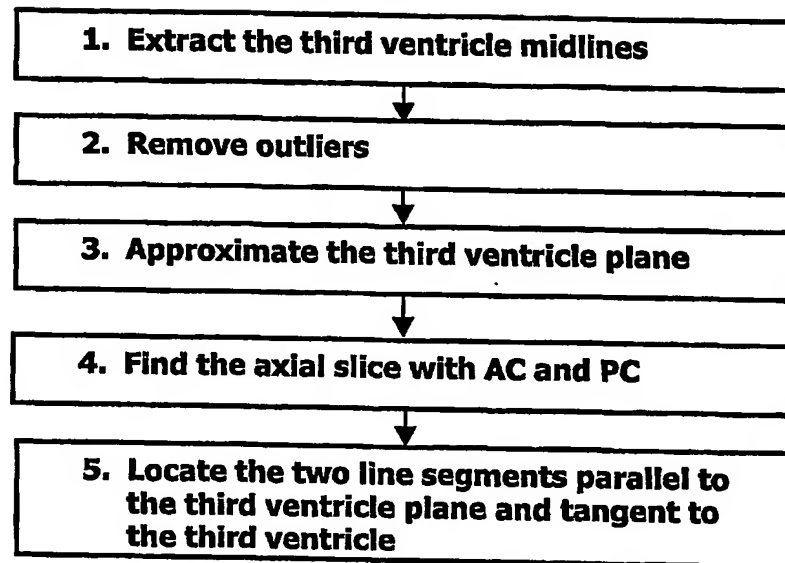 1. Extract the third ventricle midlines
2. Remove outliers
3. Approximate the third ventricle plane
4. Find the axial slice with AC and PC
5. Locate the two line segments parallel to
the third ventricle plane and tangent to
the third ventricle